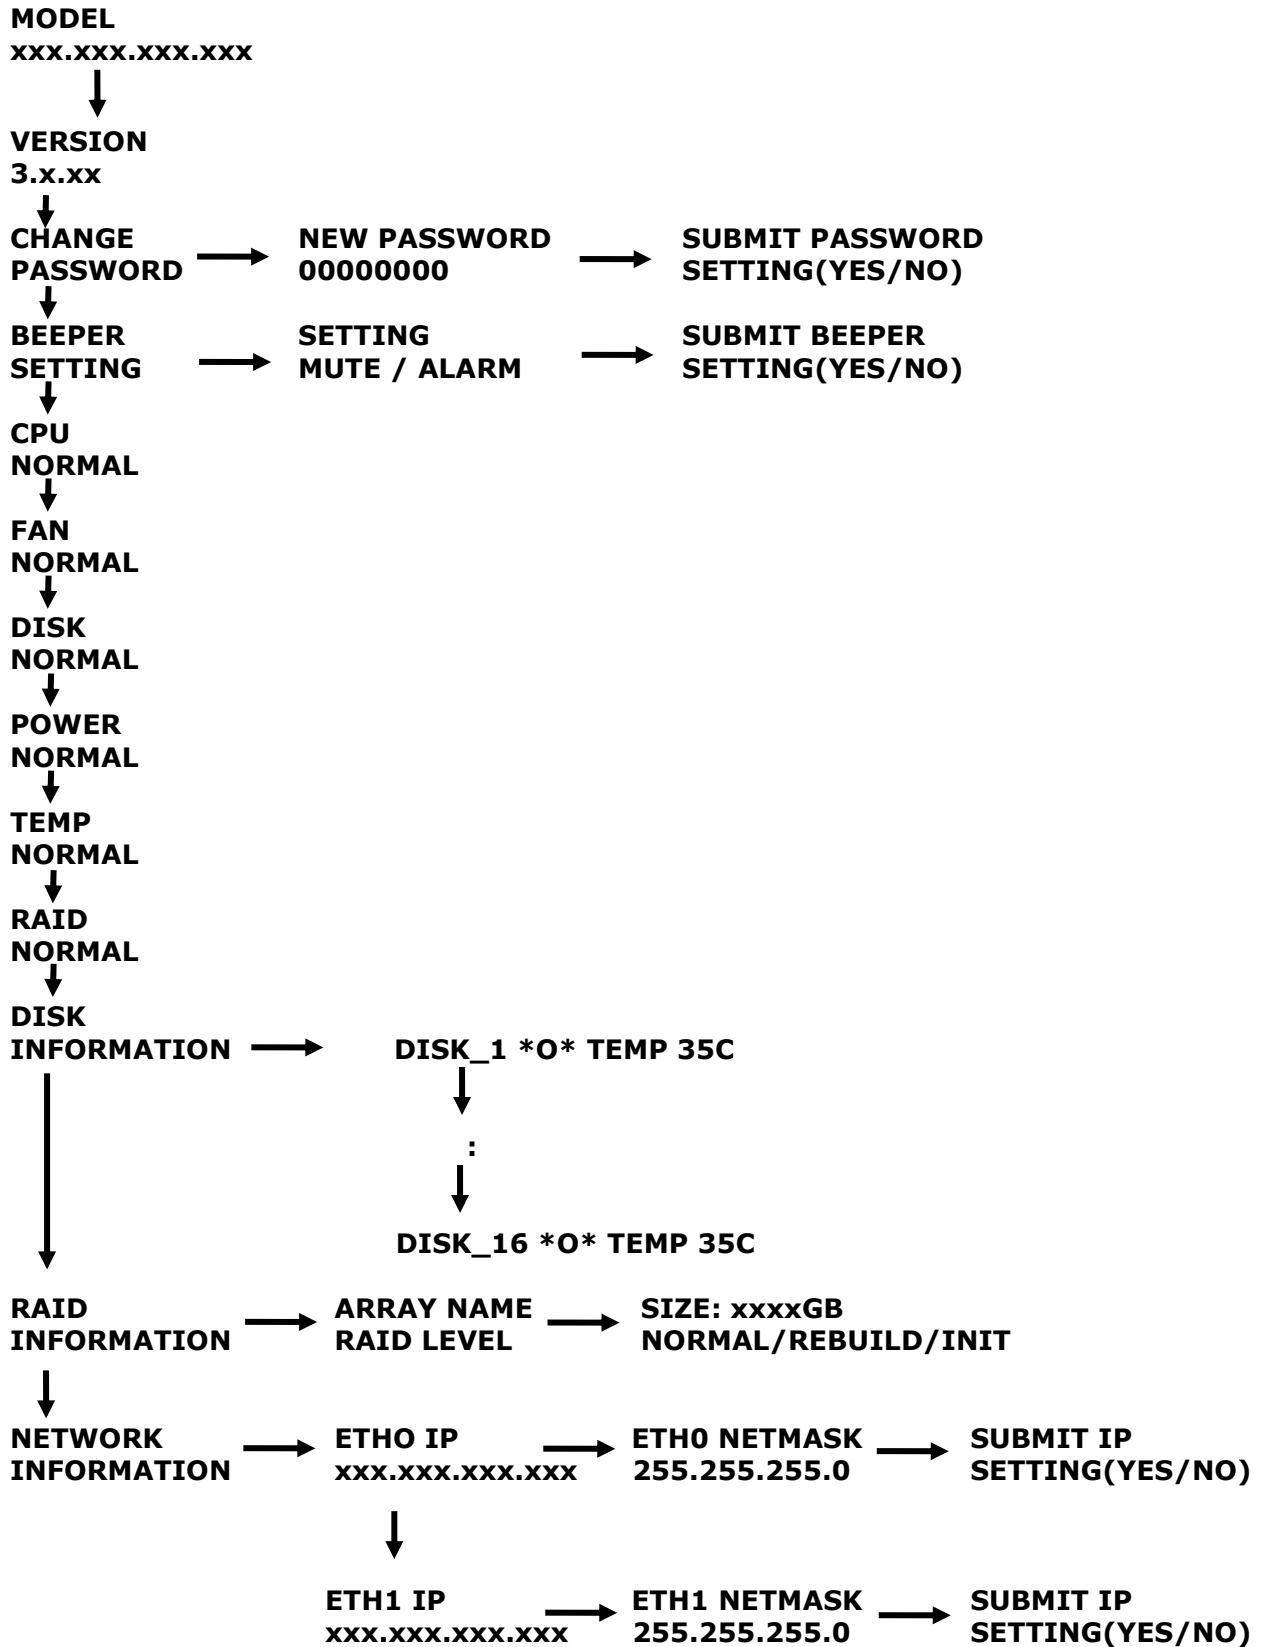 MODEL
xxx.xxx.xxx.xxx
VERSION
3.x.xx
CHANGE
PASSWORD
NEW PASSWORD
00000000
SUBMIT PASSWORD
SETTING(YES/NO)
BEEPER
SETTING
SETTING
MUTE / ALARM
SUBMIT BEEPER
SETTING(YES/NO)
CPU
NORMAL
FAN
NORMAL
DISK
NORMAL
POWER
NORMAL
TEMP
NORMAL
RAID
NORMAL
DISK
INFORMATION
DISK_1 *O* TEMP 35C
:
DISK_16 *O* TEMP 35C
RAID
INFORMATION
ARRAY NAME
RAID LEVEL
SIZE: xxxxGB
NORMAL/REBUILD/INIT
NETWORK
INFORMATION
ETHO IP
xxx.xxx.xxx.xxx
ETH0 NETMASK
255.255.255.0
SUBMIT IP
SETTING(YES/NO)
ETH1 IP
xxx.xxx.xxx.xxx
ETH1 NETMASK
255.255.255.0
SUBMIT IP
SETTING(YES/NO)